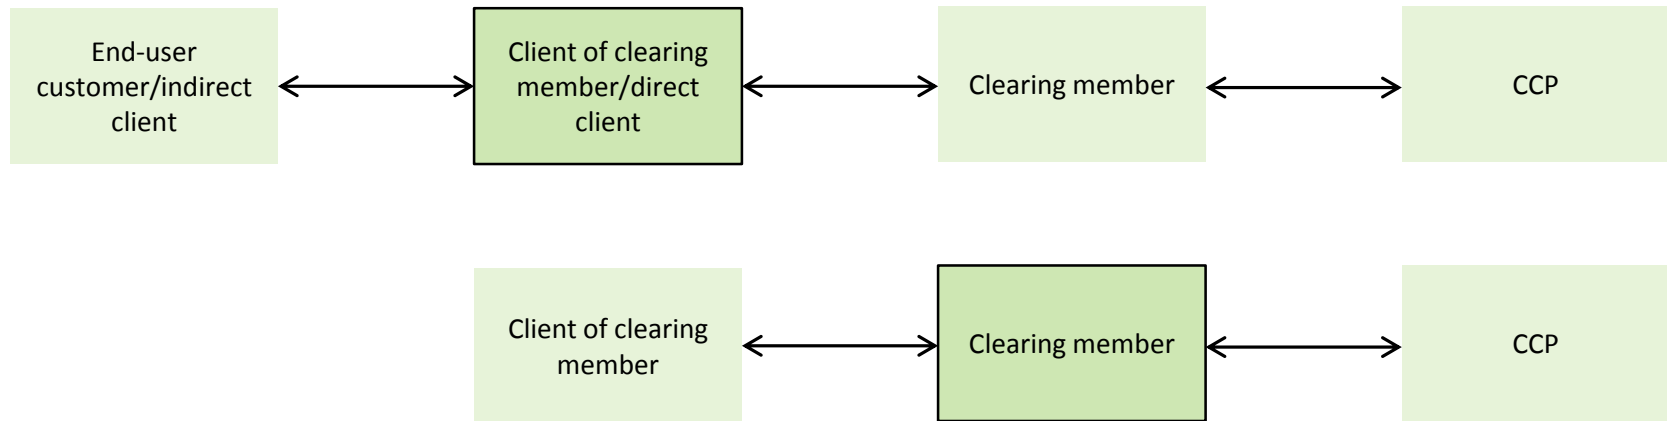 End-user
customer/indirect
client
Client of clearing
member/direct
client
Clearing member
CCP
Client of clearing
member
Clearing member
CCP